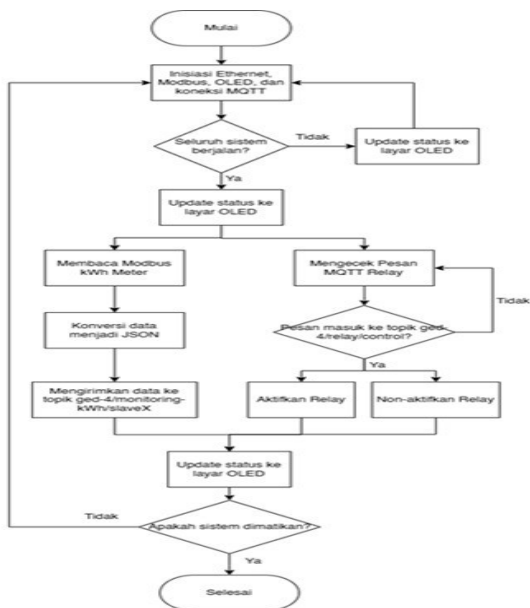 Mulai
Inisiasi Ethernet,
Modbus, OLED, dan
koneksi MQTT
Seluruh sistem
berjalan?
Tidak
Update status ke
layar OLED
Ya
Update status ke
layar OLED
Membaca Modbus
kWh Meter
Mengecek Pesan
MQTT Relay
Tidak
Konversi data
menjadi JSON
Pesan masuk ke topik ged-
4/relay/control?
Ya
Mengirimkan data ke
topik ged-4/monitoring-
kWh/slaveX
Aktifkan Relay
Non-aktifkan Relay
Update status ke
layar OLED
Tidak
Apakah sistem dimatikan?
Ya
Selesai